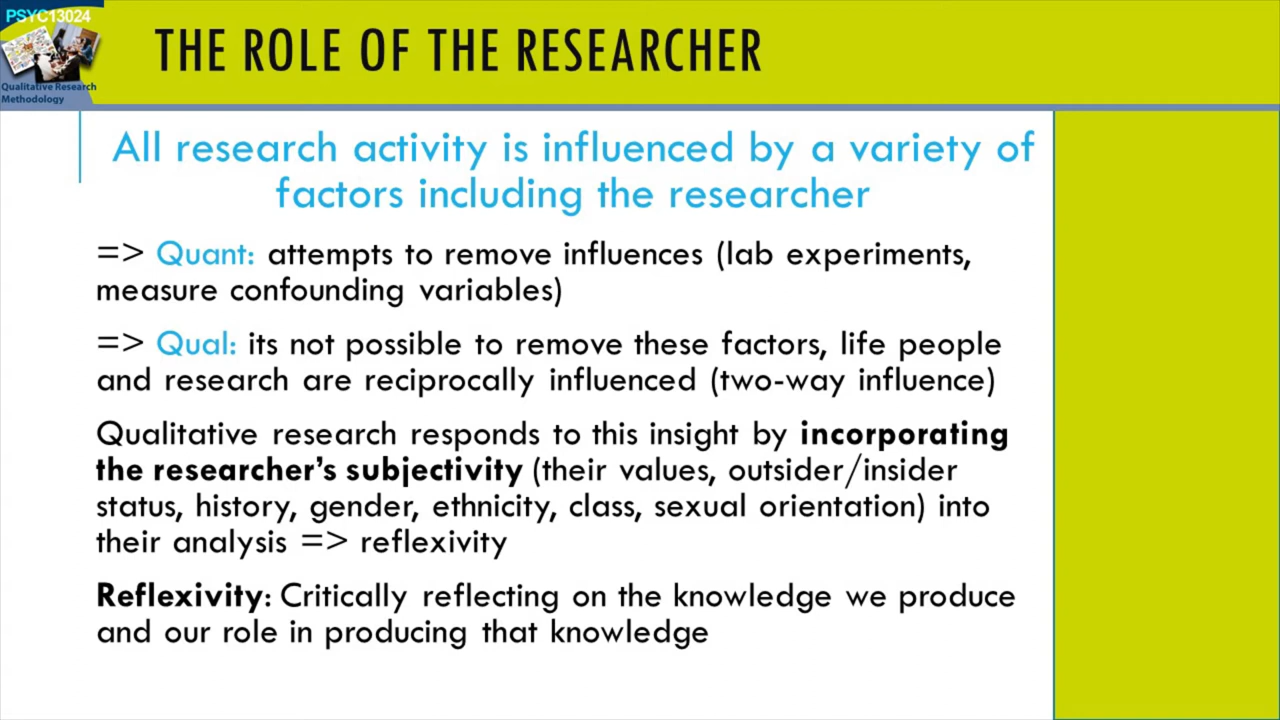 PSYC13024
Qualitative Research
Methodology
THE ROLE OF THE RESEARCHER
All research activity is influenced by a variety of
factors including the researcher
=> Quant: attempts to remove influences (lab experiments,
measure confounding variables)
=> Qual: its not possible to remove these factors, life people
and research are reciprocally influenced (two-way influence)
Qualitative research responds to this insight by incorporating
the researcher’s subjectivity (their values, outsider/insider
status, history, gender, ethnicity, class, sexual orientation) into
their analysis => reflexivity
Reflexivity: Critically reflecting on the knowledge we produce
and our role in producing that knowledge